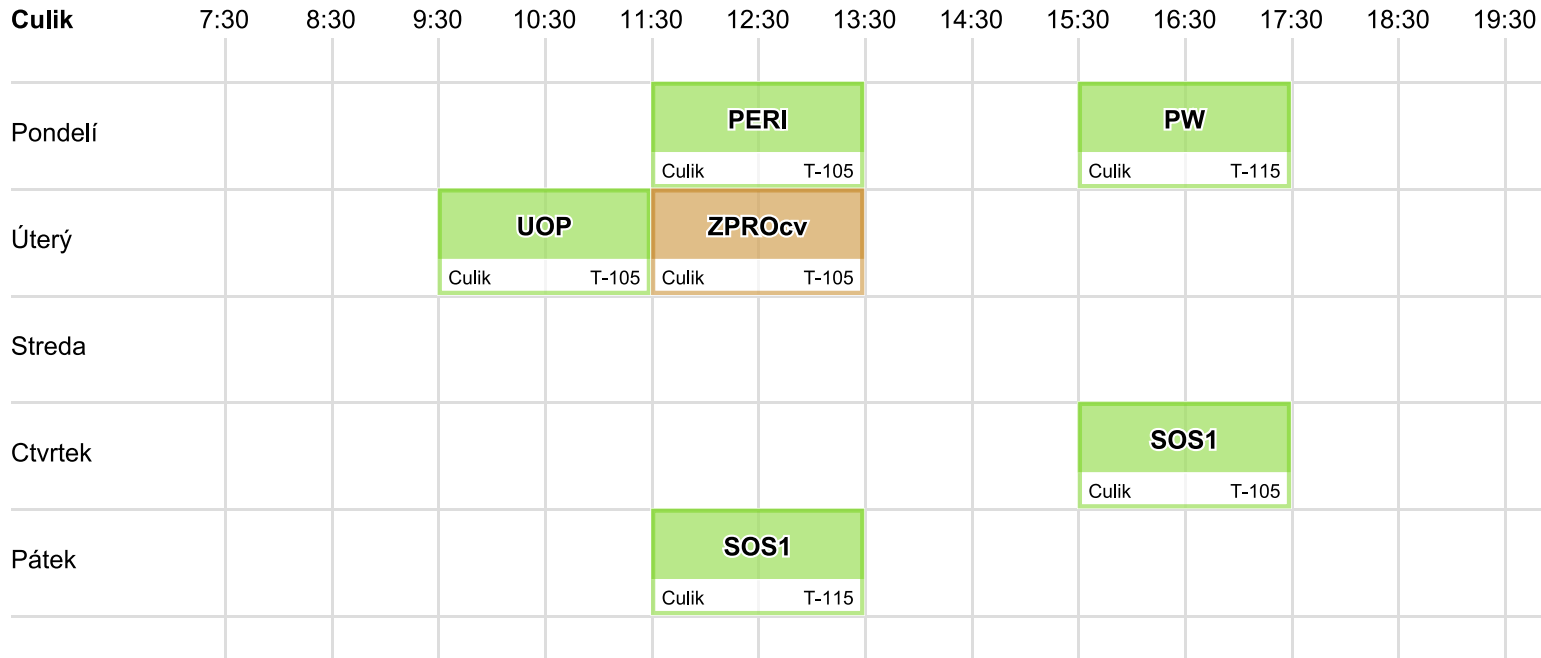 Culik 7:30 8:30 9:30 10:30 11:30 12:30 13:30 14:30 15:30 16:30 17:30 18:30 19:30
Pondelí
PERI
Culik T-105
PW
Culik T-115
Úterý
UOP
Culik T-105
ZPROcv
Culik T-105
Streda
Ctvrtek
SOS1
Culik T-105
Pátek
SOS1
Culik T-115